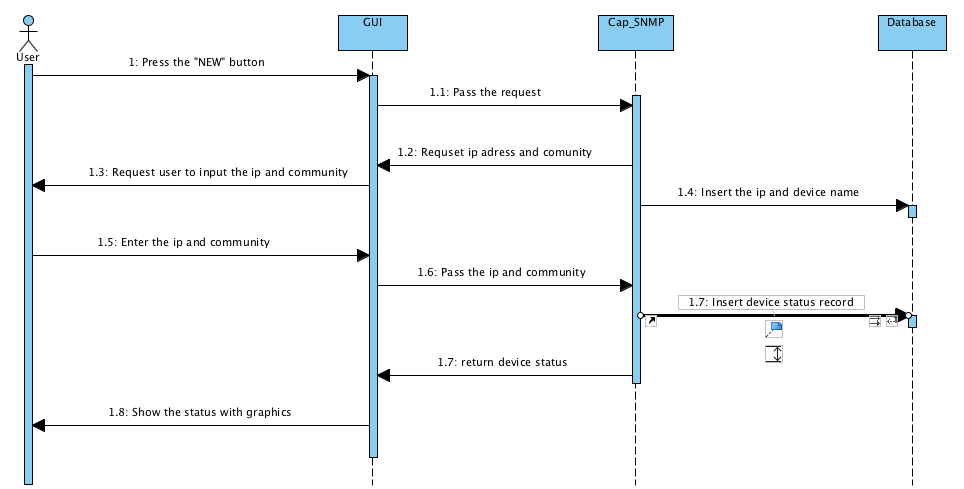 GUI
Cap_SNMP
Database
User
1: Press the "NEW" button
1.1: Pass the request
1.2: Requset ip adress and comunity
1.3: Request user to input the ip and community
1.4: Insert the ip and device name
1.5: Enter the ip and community
1.6: Pass the ip and community
1.7: Insert device status record
1.7: return device status
1.8: Show the status with graphics